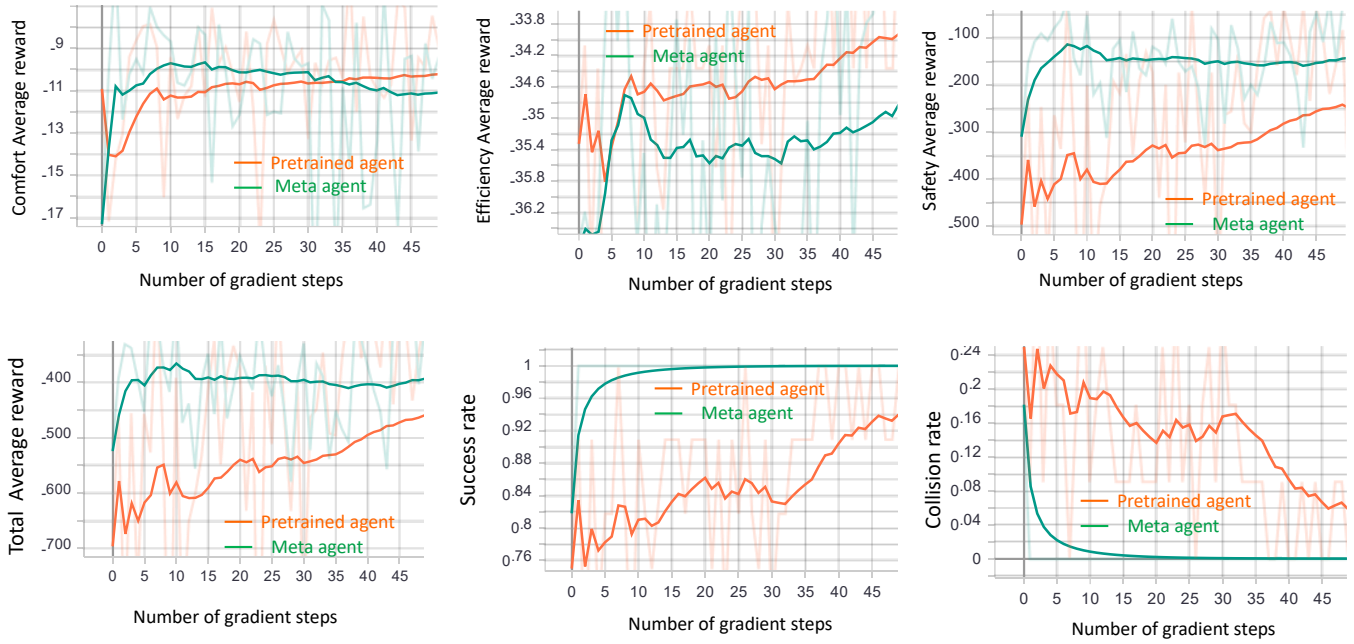 Comfort Average reward
-9
-11
-13
-15
-17
Pretrained agent
Meta agent
0 5 10 15 20 25 30 35 40 45
Number of gradient steps
Efficiency Average reward
-33.8
-34.2
-34.6
-35
-35.4
-35.8
-36.2
Pretrained agent
Meta agent
0 5 10 15 20 25 30 35 40 45
Number of gradient steps
Safety Average reward
-100
-200
-300
-400
-500
Pretrained agent
Meta agent
0 5 10 15 20 25 30 35 40 45
Number of gradient steps
Total Average reward
-400
-500
-600
-700
Pretrained agent
Meta agent
0 5 10 15 20 25 30 35 40 45
Number of gradient steps
Success rate
1
0.96
0.92
0.88
0.84
0.8
0.76
Pretrained agent
Meta agent
0 5 10 15 20 25 30 35 40 45
Number of gradient steps
Collision rate
0.24
0.2
0.16
0.12
0.08
0.04
0
Pretrained agent
Meta agent
0 5 10 15 20 25 30 35 40 45
Number of gradient steps